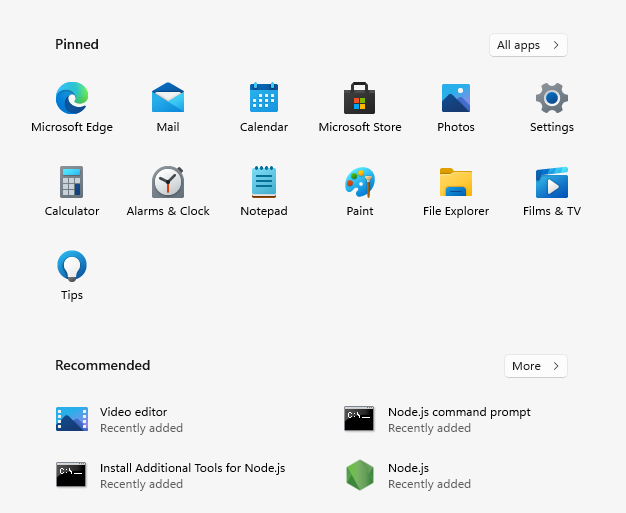 Pinned
All apps
Microsoft Edge
Mail
Calendar
Microsoft Store
Photos
Settings
Calculator
Alarms & Clock
Notepad
Paint
File Explorer
Films & TV
Tips
Recommended
More
Video editor
Recently added
Node.js command prompt
Recently added
C:\_
Install Additional Tools for Node.js
Recently added
C:\_
Node.js
Recently added